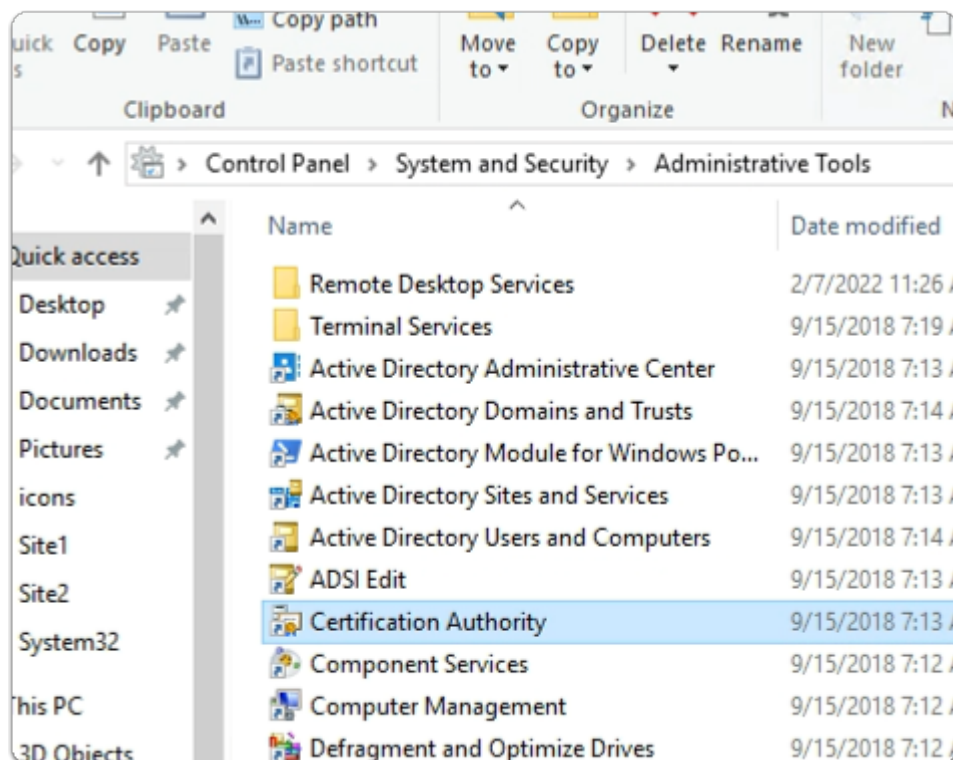 Copy path
uick Copy Paste Move Copy Delete Rename New
s Paste shortcut to to folder
Clipboard Organize N
Control Panel > System and Security > Administrative Tools
Name Date modified
Quick access
Desktop
Downloads
Documents
Pictures
icons
Site1
Site2
System32
This PC
3D Objects
Remote Desktop Services 2/7/2022 11:26 A
Terminal Services 9/15/2018 7:19 A
Active Directory Administrative Center 9/15/2018 7:13 A
Active Directory Domains and Trusts 9/15/2018 7:14 A
Active Directory Module for Windows Po... 9/15/2018 7:13 A
Active Directory Sites and Services 9/15/2018 7:13 A
Active Directory Users and Computers 9/15/2018 7:14 A
ADSI Edit 9/15/2018 7:13 A
Certification Authority 9/15/2018 7:13 A
Component Services 9/15/2018 7:12 A
Computer Management 9/15/2018 7:12 A
Defragment and Optimize Drives 9/15/2018 7:12 A